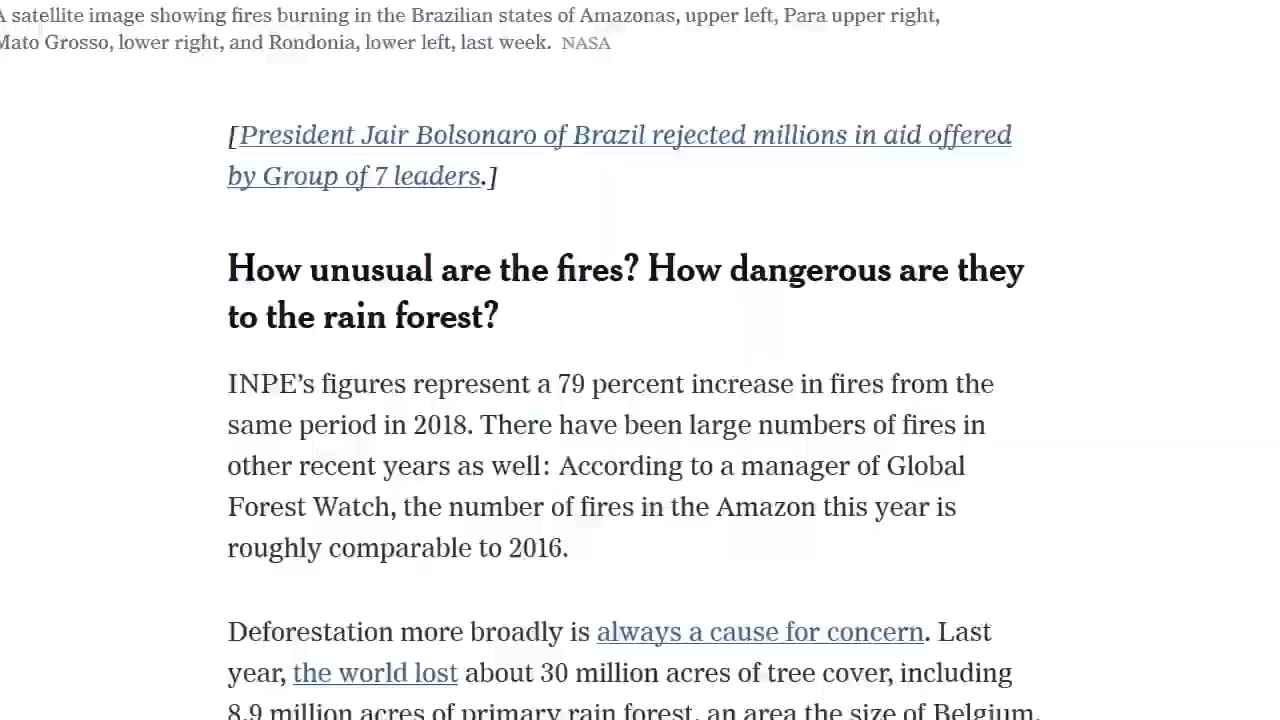 A satellite image showing fires burning in the Brazilian states of Amazonas, upper left, Para upper right,
Mato Grosso, lower right, and Rondonia, lower left, last week. NASA
[President Jair Bolsonaro of Brazil rejected millions in aid offered
by Group of 7 leaders.]
How unusual are the fires? How dangerous are they
to the rain forest?
INPE’s figures represent a 79 percent increase in fires from the
same period in 2018. There have been large numbers of fires in
other recent years as well: According to a manager of Global
Forest Watch, the number of fires in the Amazon this year is
roughly comparable to 2016.
Deforestation more broadly is always a cause for concern. Last
year, the world lost about 30 million acres of tree cover, including
8.9 million acres of primary rain forest, an area the size of Belgium.